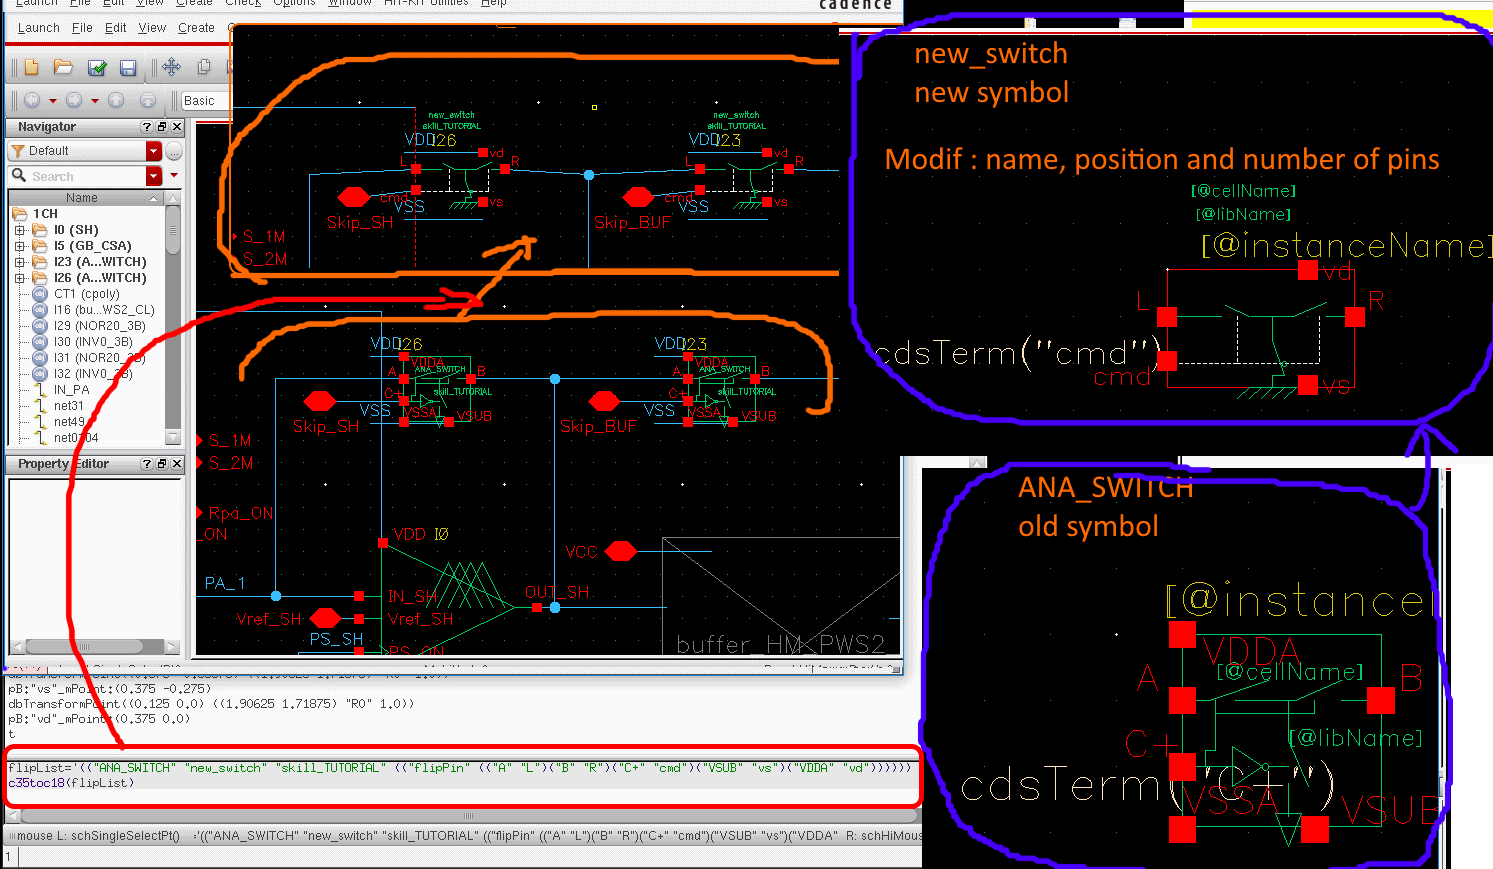 Launch File Edit View Create Check Options Window HIT-Kit Utilities Help
cadence
Launch File Edit View Create
Basic
Navigator
Default
Search
Name
1CH
I0 (SH)
I5 (GB_CSA)
I23 (A...WITCH)
I26 (A...WITCH)
CT1 (cpoly)
I16 (bu...WS2_CL)
I29 (NOR20_3B)
I30 (INV0_3B)
I31 (NOR20_3B)
I32 (INV0_3B)
IN_PA
net31
net49
net0104
Property Editor
new_switch
skill_TUTORIAL
VDD I26
vd
L
R
cmd
VSS
vs
Skip_SH
new_switch
skill_TUTORIAL
VDD I23
vd
L
R
cmd
VSS
vs
Skip_BUF
S_1M
S_2M
VDD I26
VDDA
ANA_SWITCH
A
B
skill_TUTORIAL
C+
VSS
VSSA
VSUB
Skip_SH
VDD I23
VDDA
ANA_SWITCH
A
B
skill_TUTORIAL
C+
VSS
VSSA
VSUB
Skip_BUF
S_1M
S_2M
Rpd_ON
_ON
VDD I0
VCC
PA_1
IN_SH
OUT_SH
Vref_SH
Vref_SH
PS_SH
PS_ON
buffer_HM_PWS2
pB:"vs"_mPoint:(0.375 -0.275)
dbTransformPoint((0.125 0.0) ((1.90625 1.71875) "R0" 1.0))
pB:"vd"_mPoint:(0.375 0.0)
t
flipList='(("ANA_SWITCH" "new_switch" "skill_TUTORIAL" (("flipPin" (("A" "L")("B" "R")("C+" "cmd")("VSUB" "vs")("VDDA" "vd"))))))
c35toc18(flipList)
mouse L: schSingleSelectPt() '(("ANA_SWITCH" "new_switch" "skill_TUTORIAL" (("flipPin" (("A" "L")("B" "R")("C+" "cmd")("VSUB" "vs")("VDDA" R: schHiMous
1
new_switch
new symbol
Modif : name, position and number of pins
[@cellName]
[@libName]
[@instanceName]
vd
L
R
cdsTerm("cmd")
cmd
vs
ANA_SWITCH
old symbol
[@instance
VDDA
A
[@cellName]
B
C+
[@libName]
cdsTerm("C+")
VSSA
VSUB